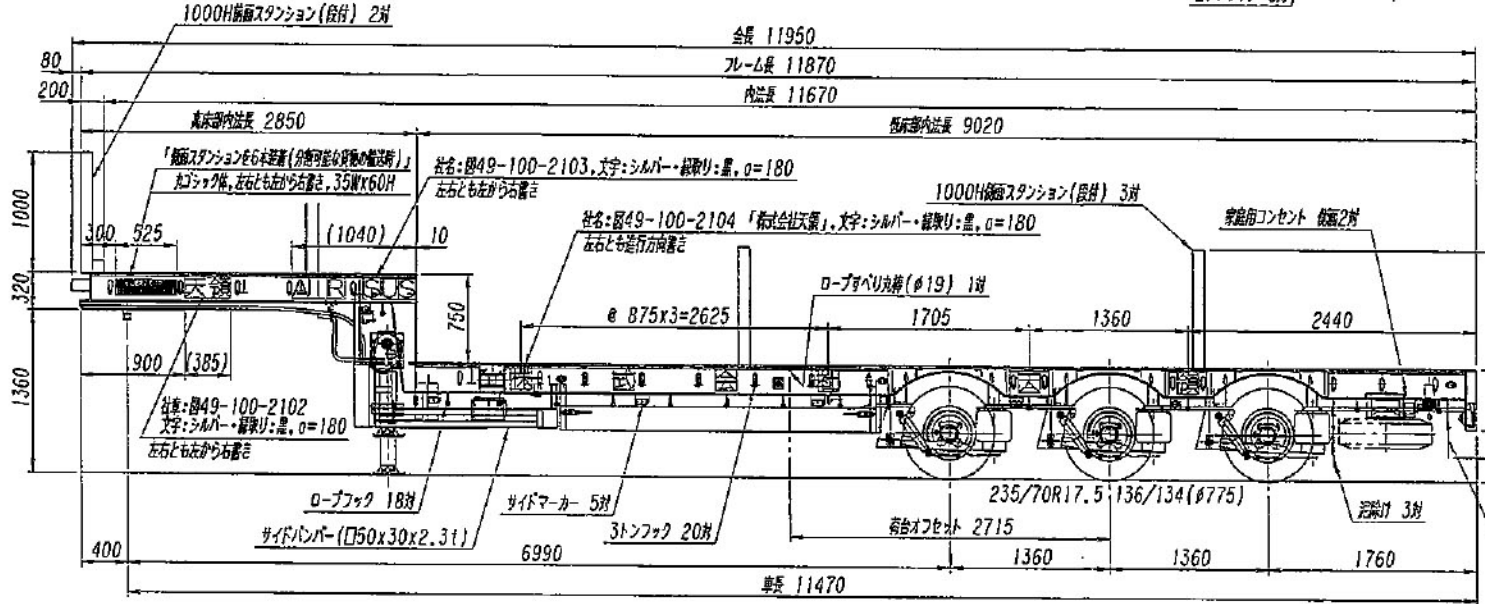 1000H側面スタンション(段付) 2対
全長 11950
80
フレーム長 11870
200
内法長 11670
高床部内法長 2850
低床部内法長 9020
「側面スタンションを6本装着(分割可能な貨物の輸送時)」
丸ゴシック体,左右とも左から右書き,35W×60H
社名:図49-100-2103,文字:シルバー・縁取り:黒,a=180
左右とも左から右書き
1000H側面スタンション(段付) 3対
社名:図49-100-2104 「株式会社天領」,文字:シルバー・縁取り:黒,a=180
左右とも進行方向書き
家庭用コンセント 側面2対
1000
300
525
(1040)
10
ロープすべり丸棒(φ19) 1対
320
天領
AIR SUS
750
@ 875x3=2625
1705
1360
2440
900
(385)
1360
社章:図49-100-2102
文字:シルバー・縁取り:黒,a=180
左右とも左から右書き
235/70R17.5 136/134(φ775)
ロープフック 18対
サイドマーカー 5対
泥除け 3対
サイドバンパー(□50x30x2.3t)
3トンフック 20対
荷台オフセット 2715
400
6990
1360
1360
1760
車長 11470